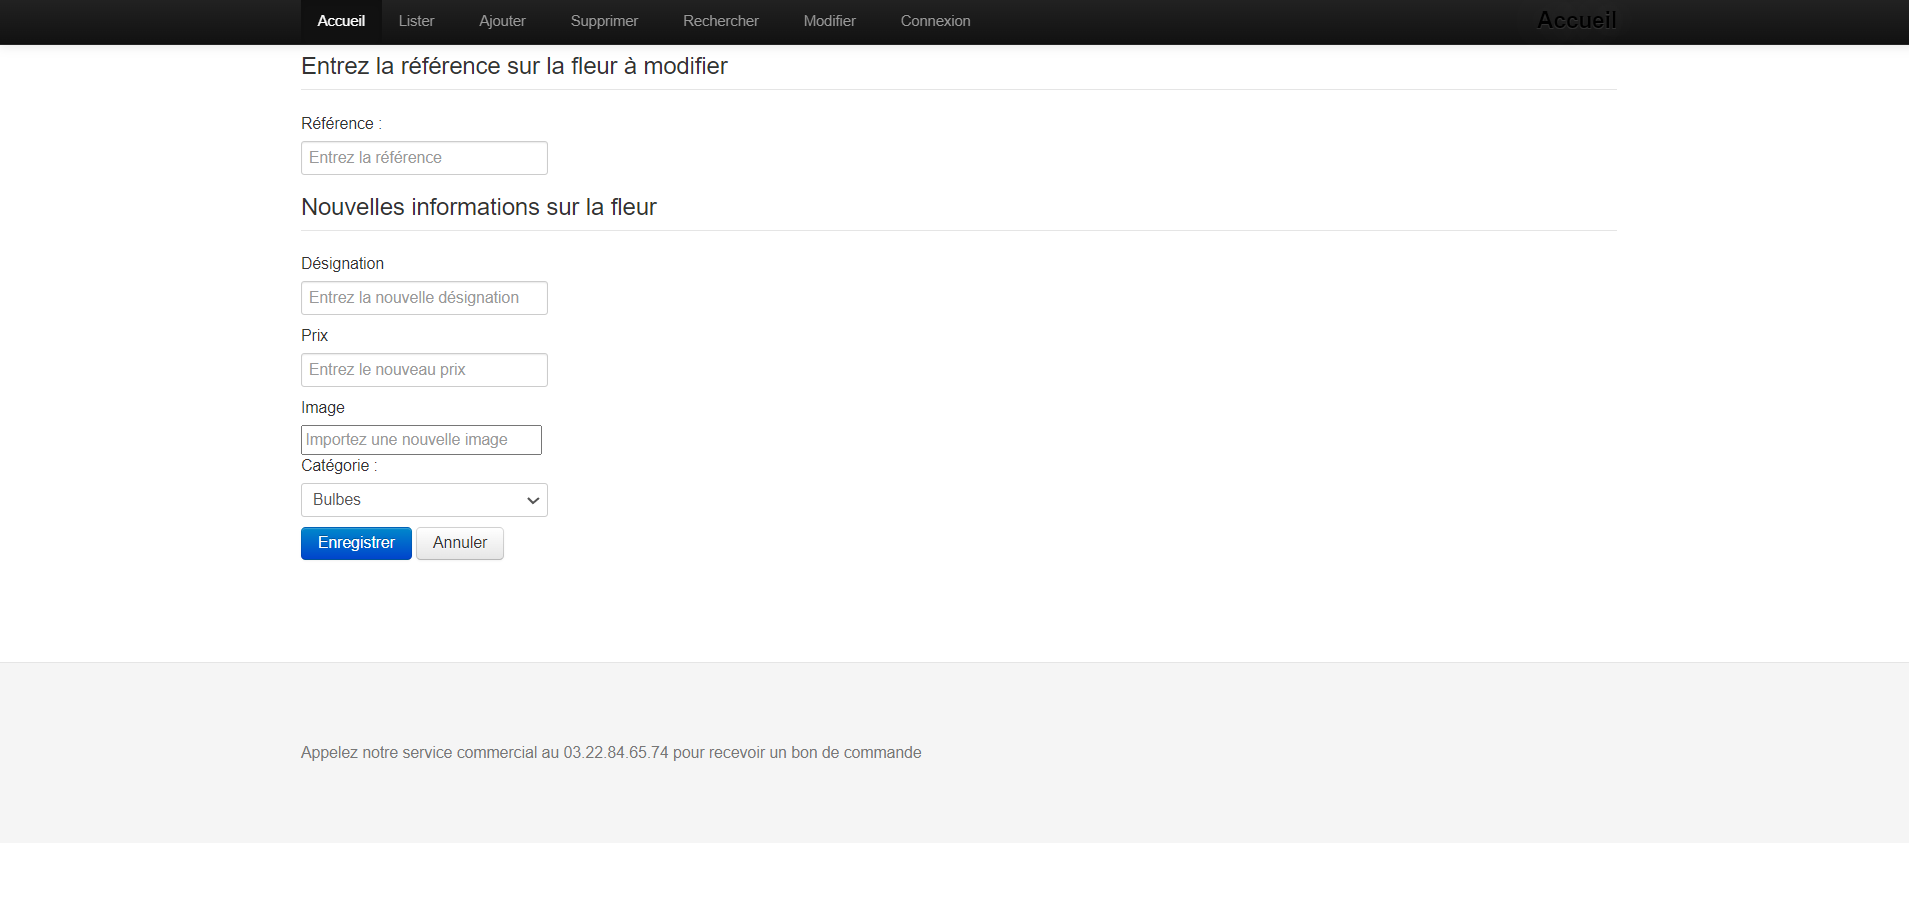 Accueil Lister Ajouter Supprimer Rechercher Modifier Connexion Accueil
Entrez la référence sur la fleur à modifier
Référence :
Entrez la référence
Nouvelles informations sur la fleur
Désignation
Entrez la nouvelle désignation
Prix
Entrez le nouveau prix
Image
Importez une nouvelle image
Catégorie :
Bulbes
Enregistrer Annuler
Appelez notre service commercial au 03.22.84.65.74 pour recevoir un bon de commande